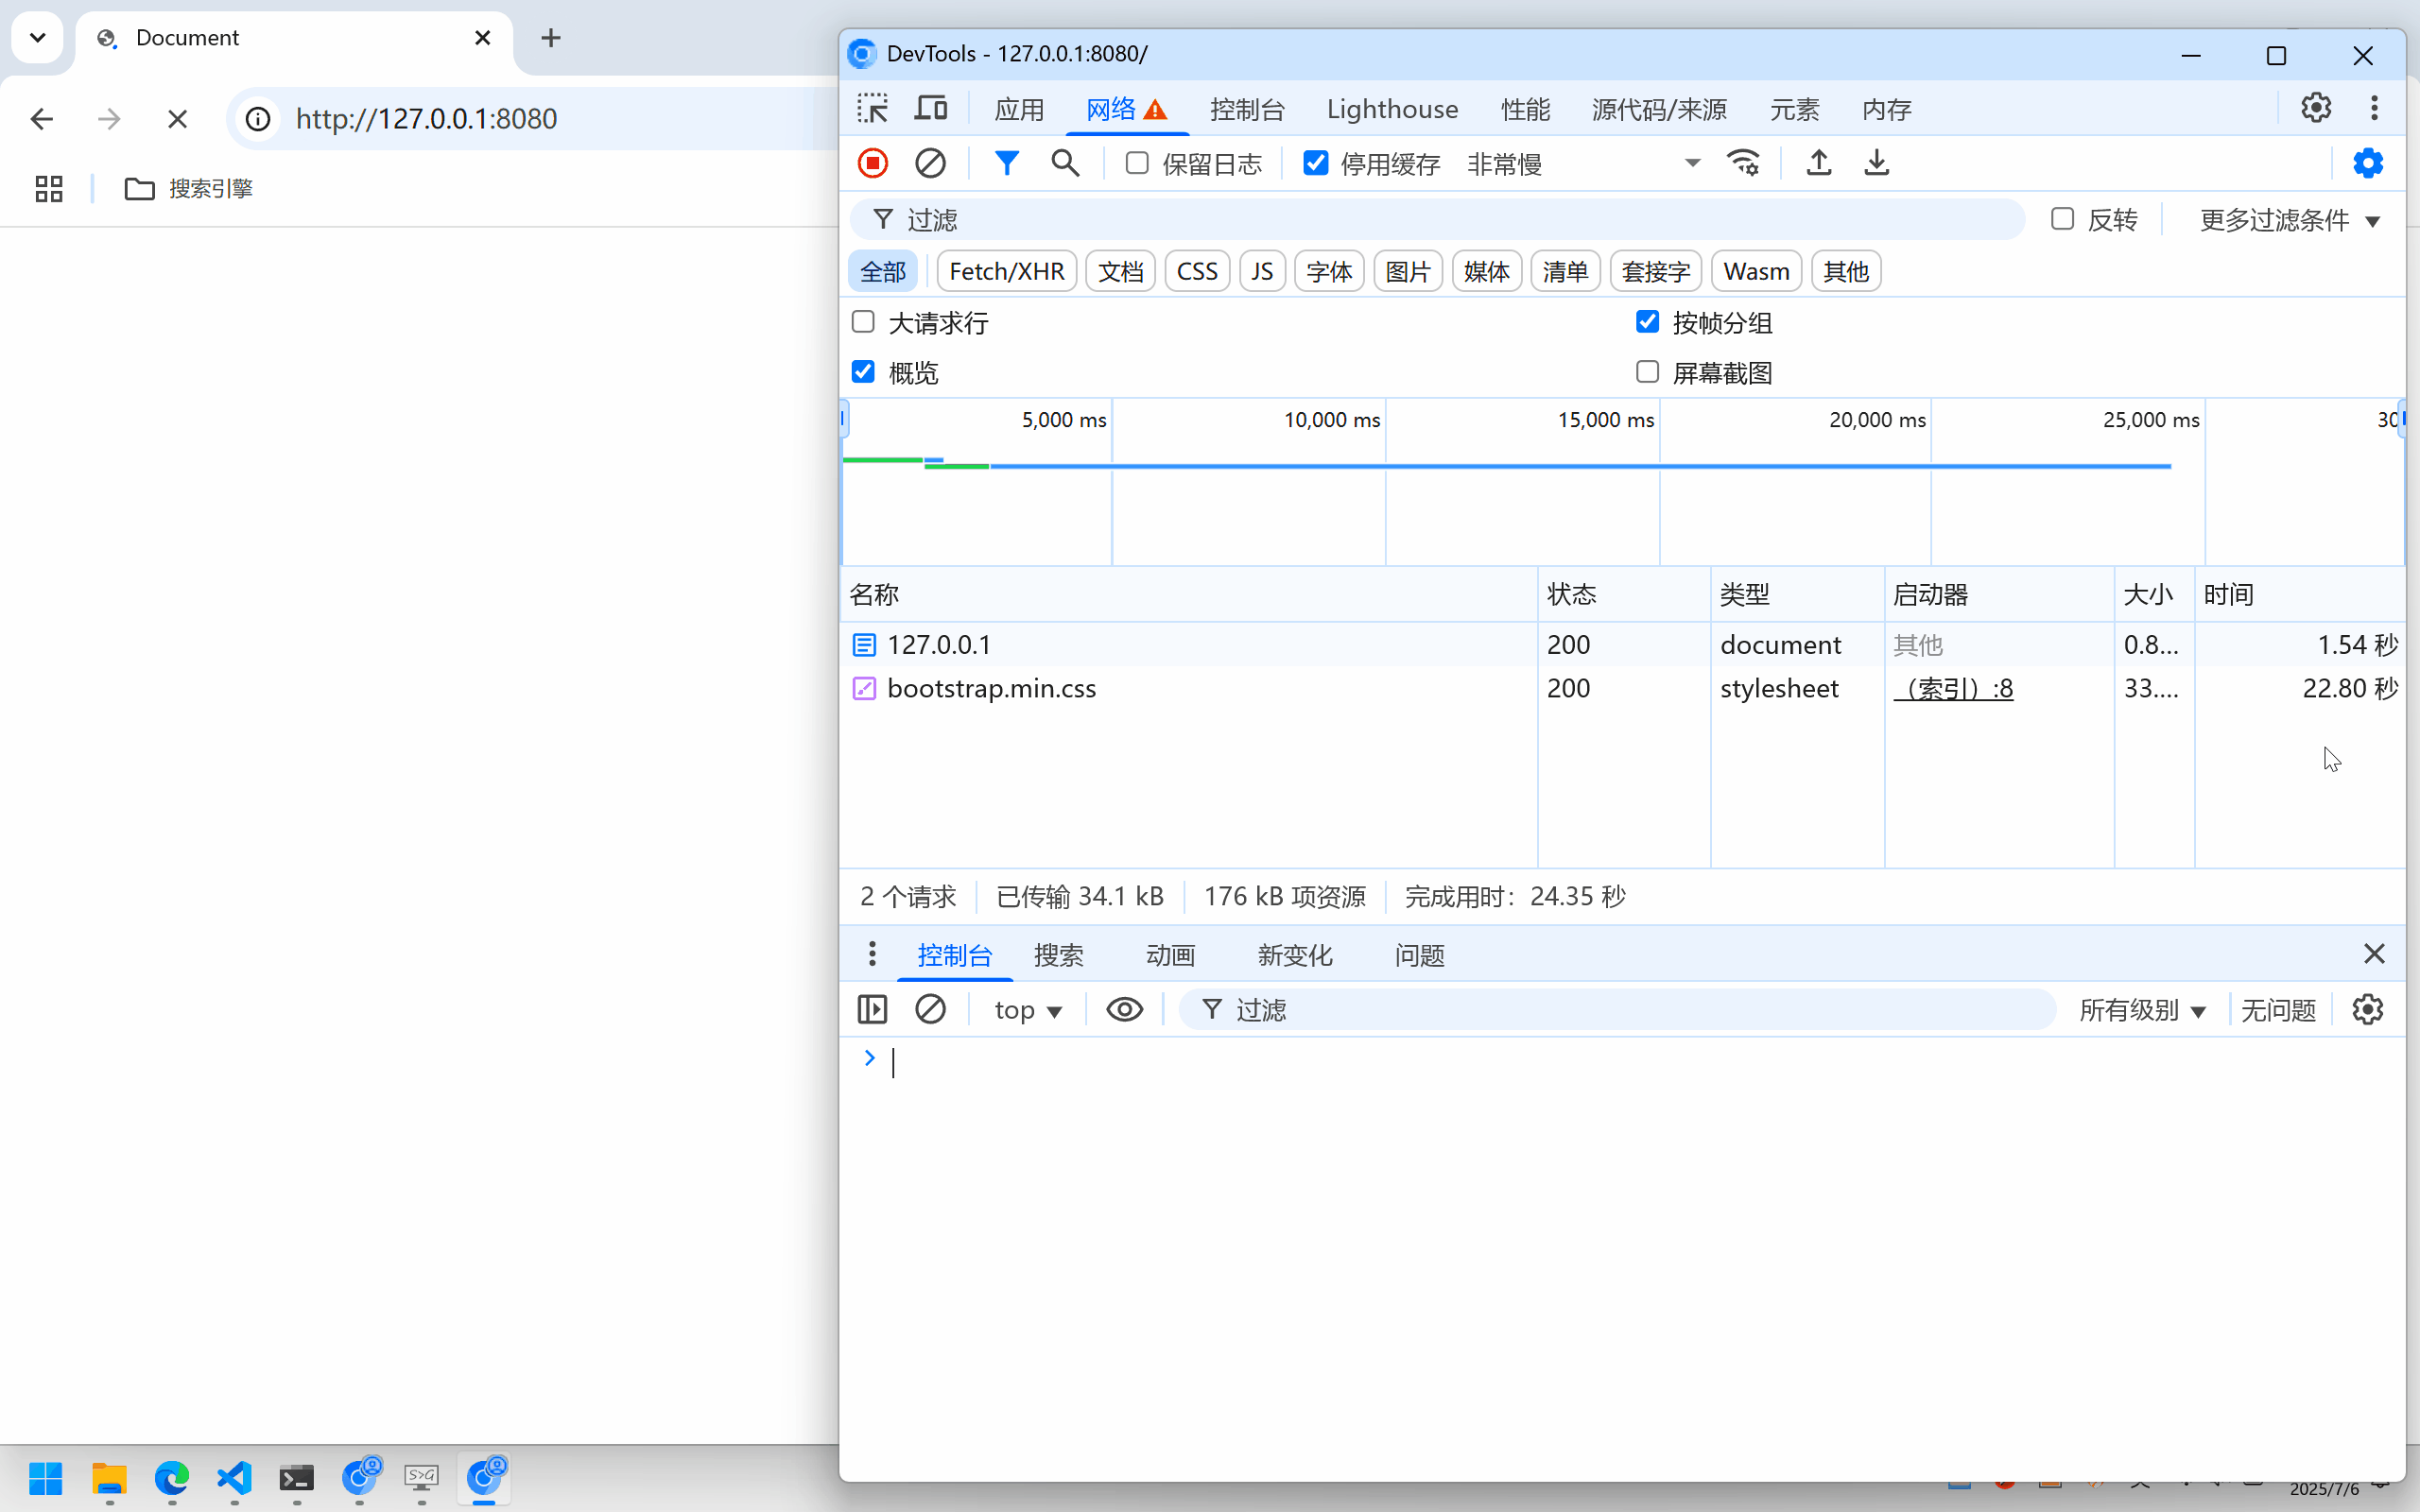 Document
http://127.0.0.1:8080
搜索引擎
DevTools - 127.0.0.1:8080/
应用 网络 控制台 Lighthouse 性能 源代码/来源 元素 内存
保留日志 停用缓存 非常慢
过滤 反转 更多过滤条件
全部 Fetch/XHR 文档 CSS JS 字体 图片 媒体 清单 套接字 Wasm 其他
大请求行 按帧分组
概览 屏幕截图
5,000 ms 10,000 ms 15,000 ms 20,000 ms 25,000 ms 30
名称 状态 类型 启动器 大小 时间
127.0.0.1 200 document 其他 0.8... 1.54 秒
bootstrap.min.css 200 stylesheet （索引）:8 33.... 22.80 秒
2 个请求 已传输 34.1 kB 176 kB 项资源 完成用时：24.35 秒
控制台 搜索 动画 新变化 问题
top 过滤 所有级别 无问题
S>G
2025/7/6